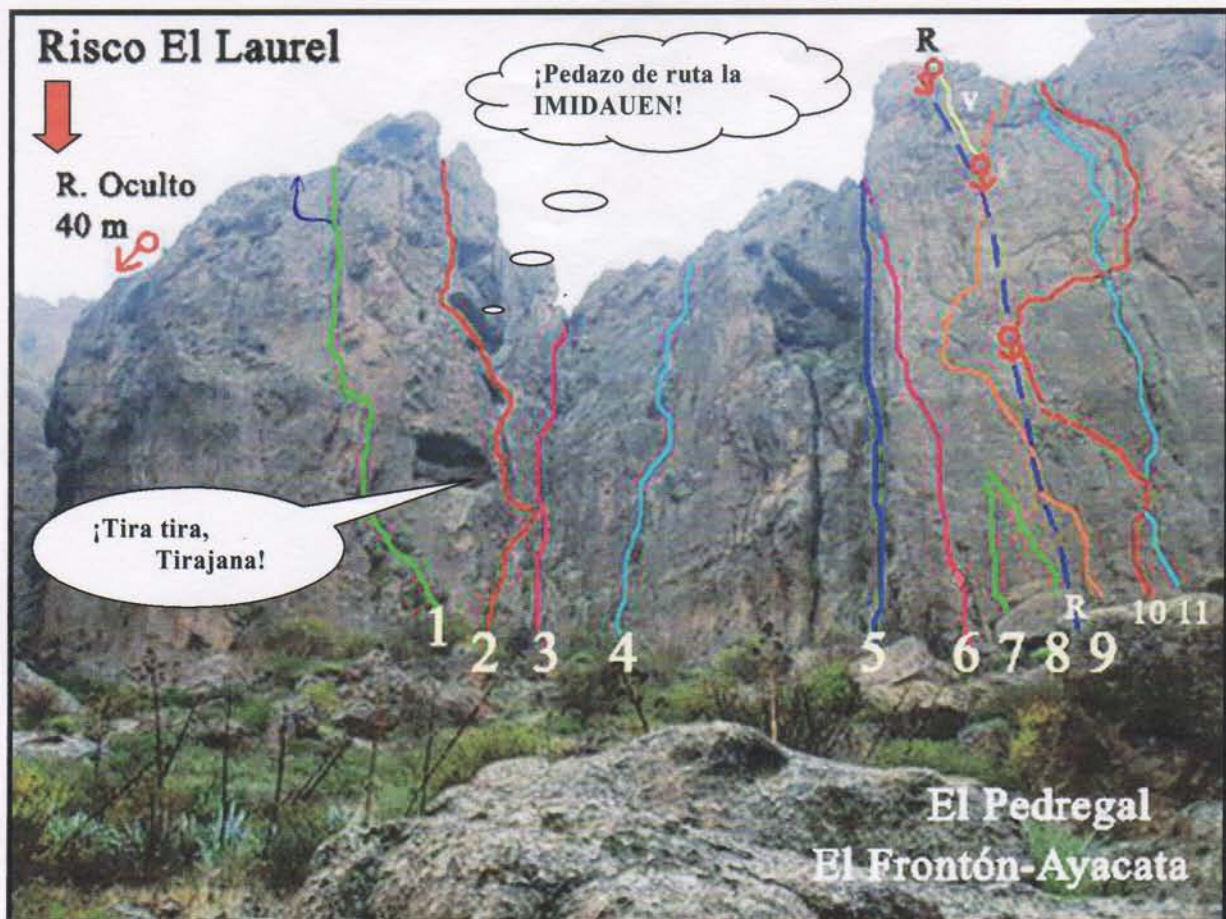 Risco El Laurel
R. Oculto
40 m
¡Pedazo de ruta la
IMIDAUEN!
R
V
¡Tira tira,
Tirajana!
R
1 2 3 4 5 6 7 8 9 10 11
El Pedregal
El Frontón-Ayacata